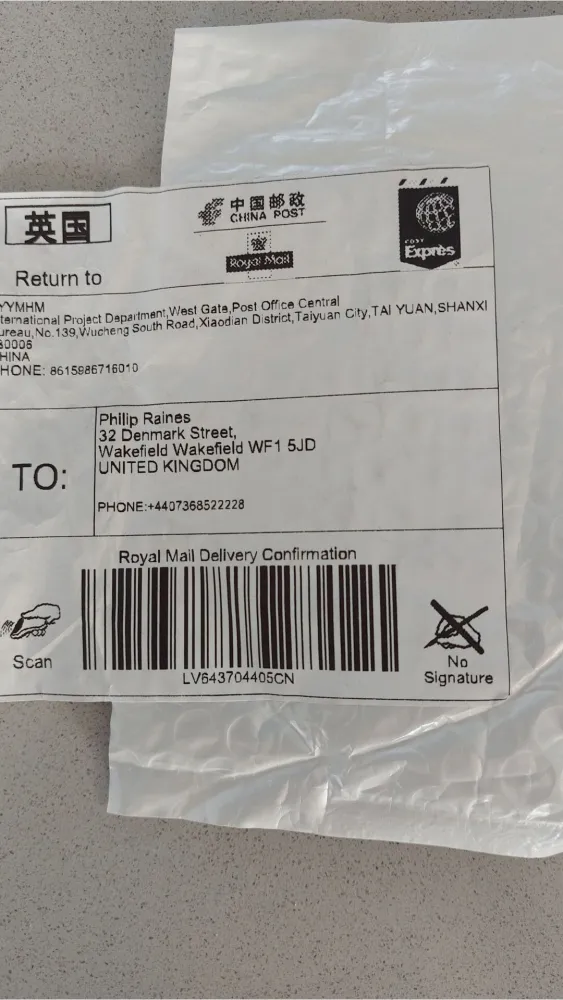 英国
中国邮政
CHINA POST
Royal Mail
POST
Exprès
Return to
YYMHM
ternational Project Department,West Gate,Post Office Central
ureau,No.139,Wucheng South Road,Xiaodian District,Taiyuan City,TAI YUAN,SHANXI
30006
HINA
HONE: 8615986716010
TO:
Philip Raines
32 Denmark Street,
Wakefield Wakefield WF1 5JD
UNITED KINGDOM
PHONE:+4407368522228
Royal Mail Delivery Confirmation
Scan
LV643704405CN
No
Signature